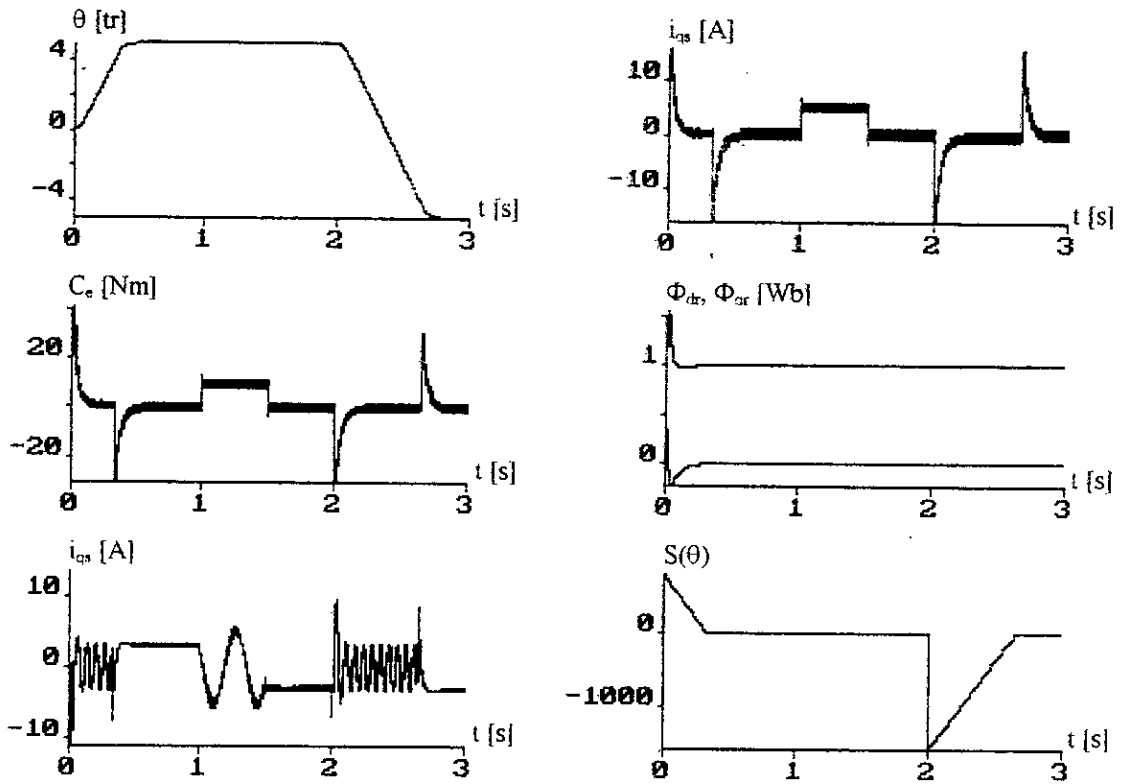 θ [tr]
4
0
-4
0 1 2 3
t [s]
i_qs [A]
10
0
-10
0 1 2 3
t [s]
C_e [Nm]
20
-20
0 1 2 3
t [s]
Φ_dr, Φ_qr [Wb]
1
0
0 1 2 3
t [s]
i_qs [A]
10
0
-10
0 1 2 3
t [s]
S(θ)
0
-1000
0 1 2 3
t [s]